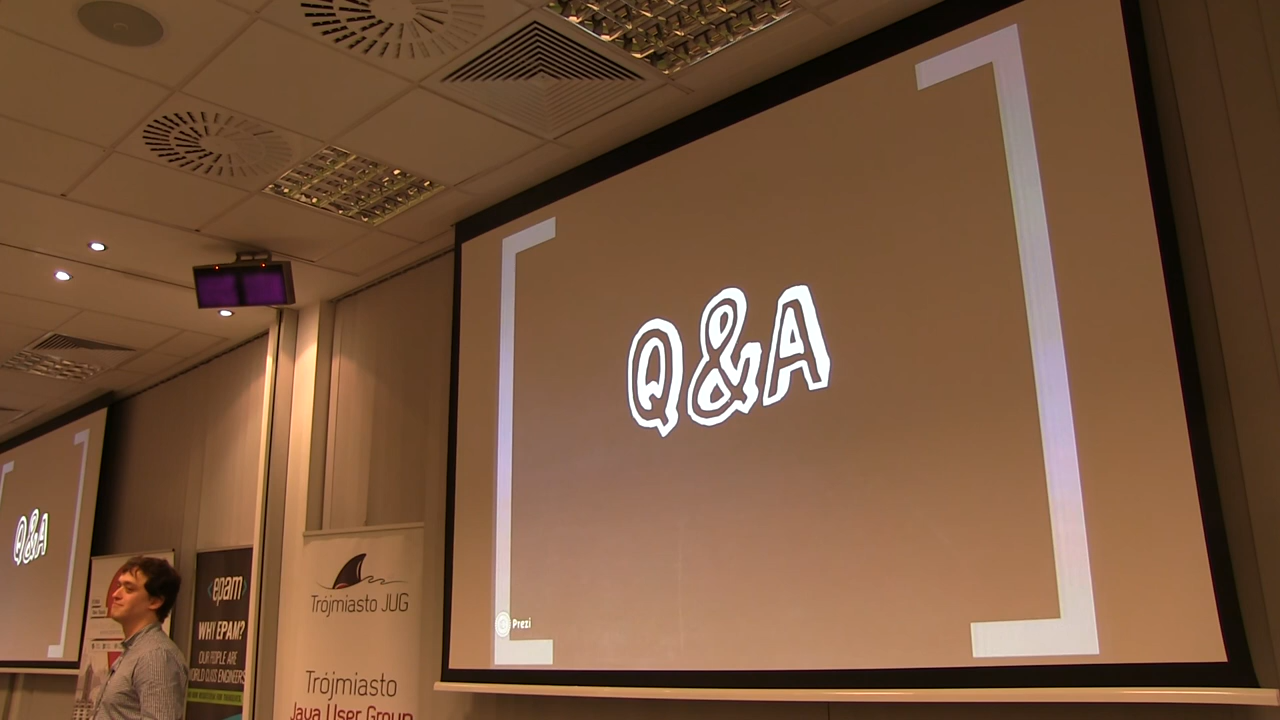 Q&A
Prezi
Q&A
epam
WHY EPAM?
OUR PEOPLE ARE
WORLD CLASS ENGINEERS
Trójmiasto JUG
Trójmiasto
Java User Group